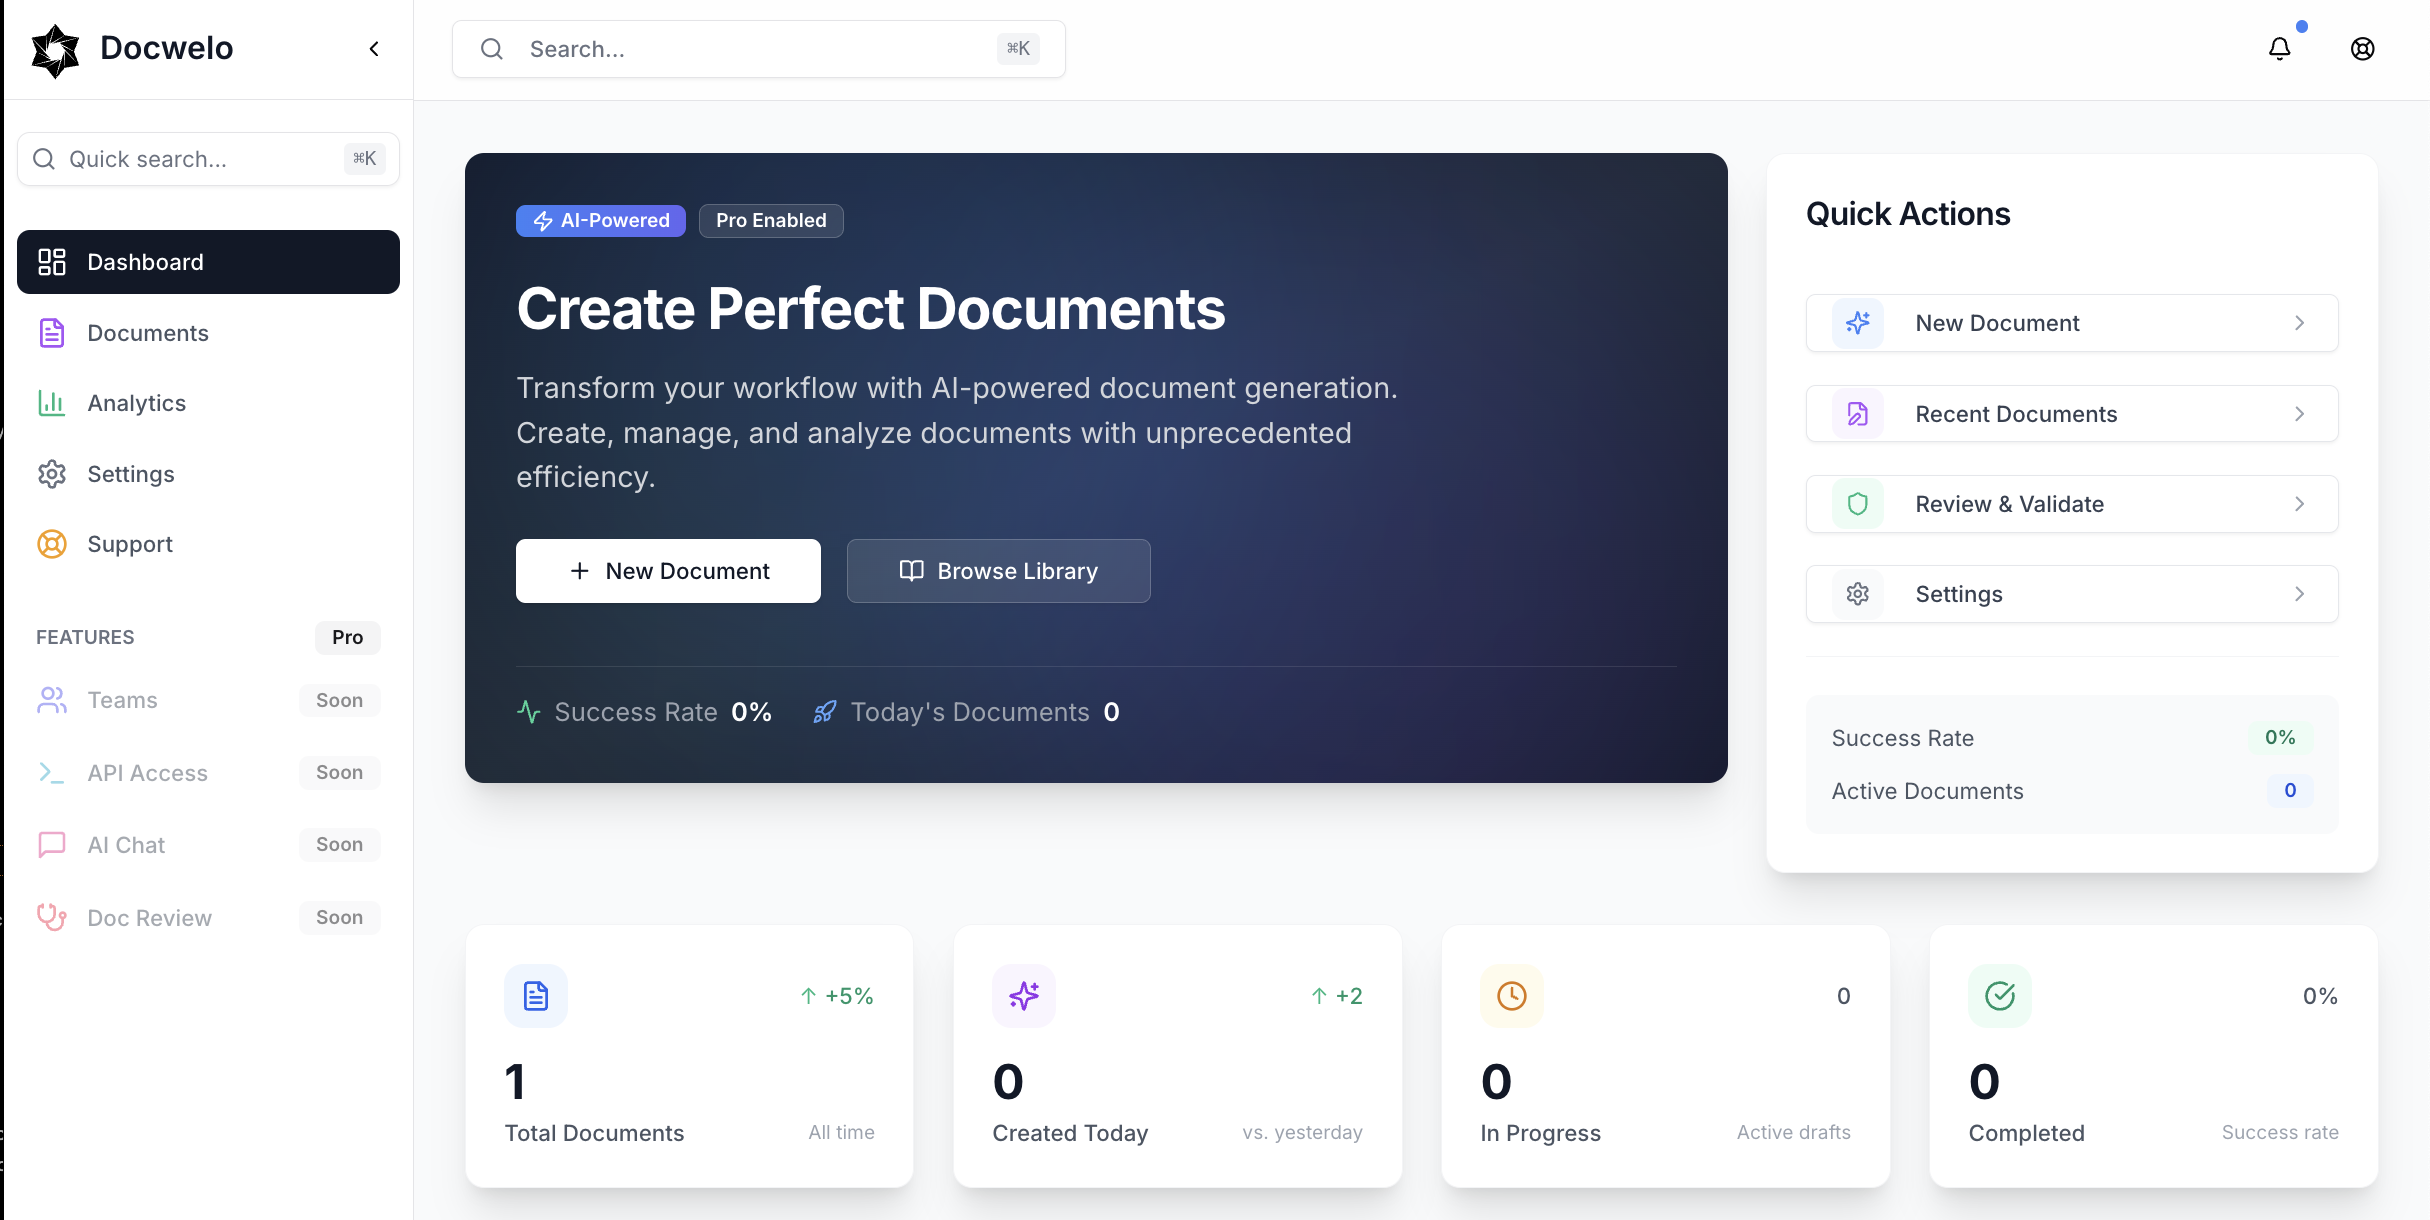 Docwelo
Search...
⌘K
Quick search...
⌘K
Dashboard
Documents
Analytics
Settings
Support
FEATURES
Pro
Teams
Soon
API Access
Soon
AI Chat
Soon
Doc Review
Soon
AI-Powered
Pro Enabled
Create Perfect Documents
Transform your workflow with AI-powered document generation.
Create, manage, and analyze documents with unprecedented
efficiency.
New Document
Browse Library
Success Rate 0%
Today's Documents 0
Quick Actions
New Document
Recent Documents
Review & Validate
Settings
Success Rate
0%
Active Documents
0
+5%
1
Total Documents
All time
+2
0
Created Today
vs. yesterday
0
0
In Progress
Active drafts
0%
0
Completed
Success rate